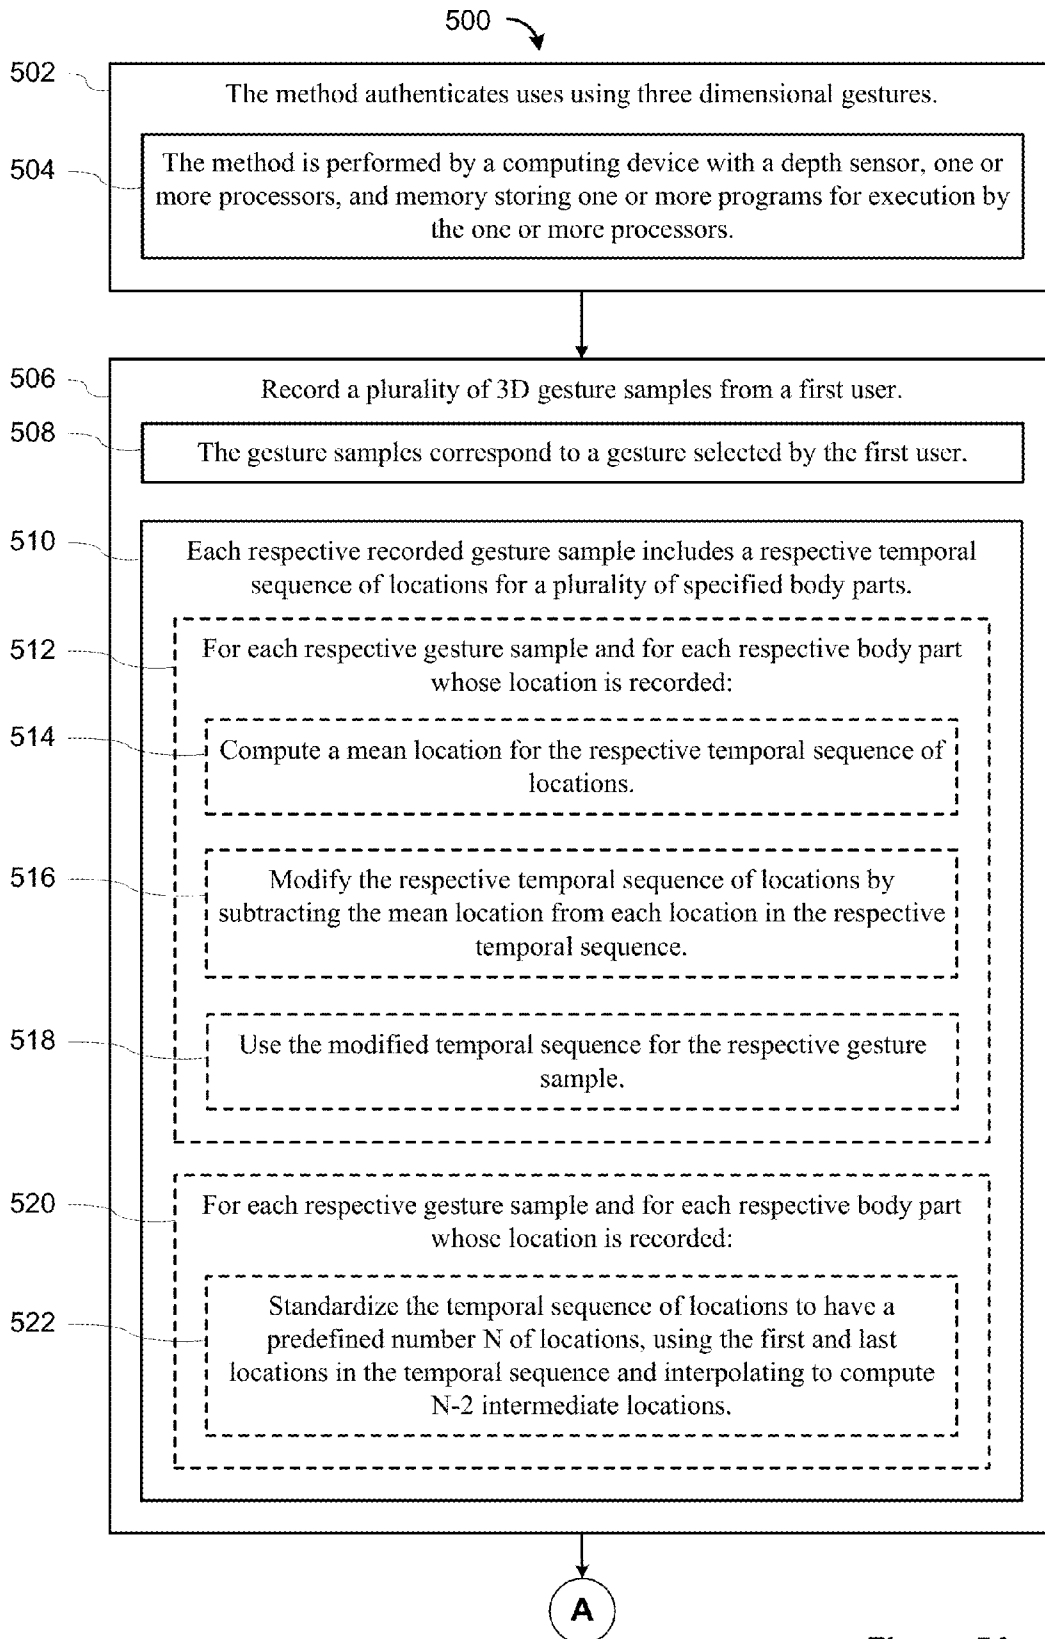 500
502
The method authenticates uses using three dimensional gestures.
504
The method is performed by a computing device with a depth sensor, one or
more processors, and memory storing one or more programs for execution by
the one or more processors.
506
Record a plurality of 3D gesture samples from a first user.
508
The gesture samples correspond to a gesture selected by the first user.
510
Each respective recorded gesture sample includes a respective temporal
sequence of locations for a plurality of specified body parts.
512
For each respective gesture sample and for each respective body part
whose location is recorded:
514
Compute a mean location for the respective temporal sequence of
locations.
516
Modify the respective temporal sequence of locations by
subtracting the mean location from each location in the respective
temporal sequence.
518
Use the modified temporal sequence for the respective gesture
sample.
520
For each respective gesture sample and for each respective body part
whose location is recorded:
522
Standardize the temporal sequence of locations to have a
predefined number N of locations, using the first and last
locations in the temporal sequence and interpolating to compute
N-2 intermediate locations.
A